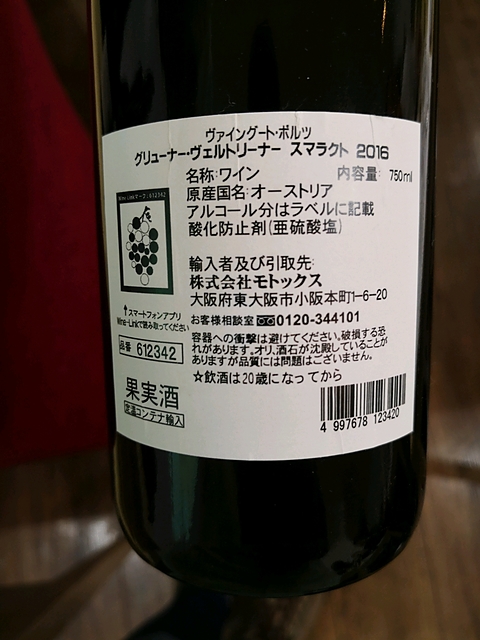 ヴァイングート・ポルツ
グリューナー・ヴェルトリーナー スマラクト 2016
名称:ワイン 内容量: 750ml
原産国名:オーストリア
アルコール分はラベルに記載
酸化防止剤(亜硫酸塩)
Wine Linkマーク:612342
輸入者及び引取先:
株式会社モトックス
大阪府東大阪市小阪本町1-6-20
↑スマートフォンアプリ
Wine-Linkで読み取ってください
お客様相談室 0120-344101
品番 612342
容器への衝撃は避けてください。破損する恐
れがあります。オリ、酒石が沈殿していることが
ありますが品質には問題はございません。
☆飲酒は20歳になってから
果実酒
定温コンテナ輸入
4 997678 123420